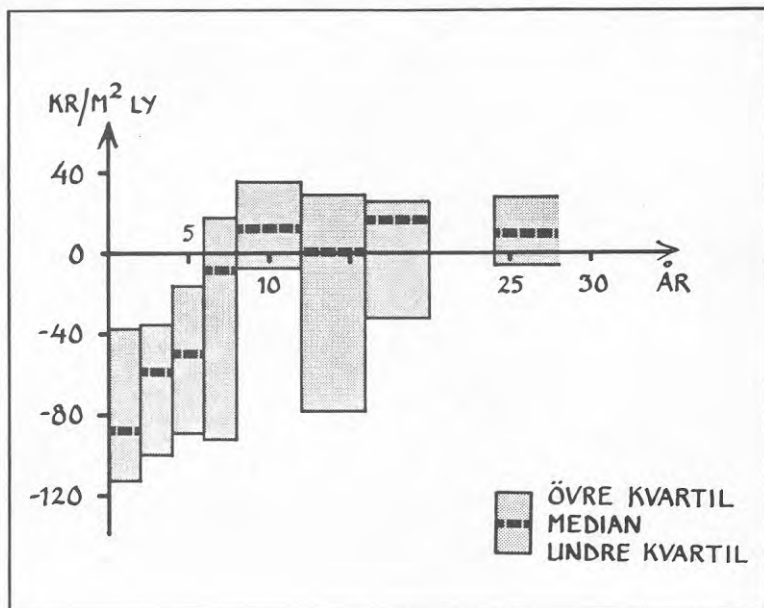 KR/M² LY
40
0
-40
-80
-120
5
10
25
30
ÅR
ÖVRE KVARTIL
MEDIAN
UNDRE KVARTIL